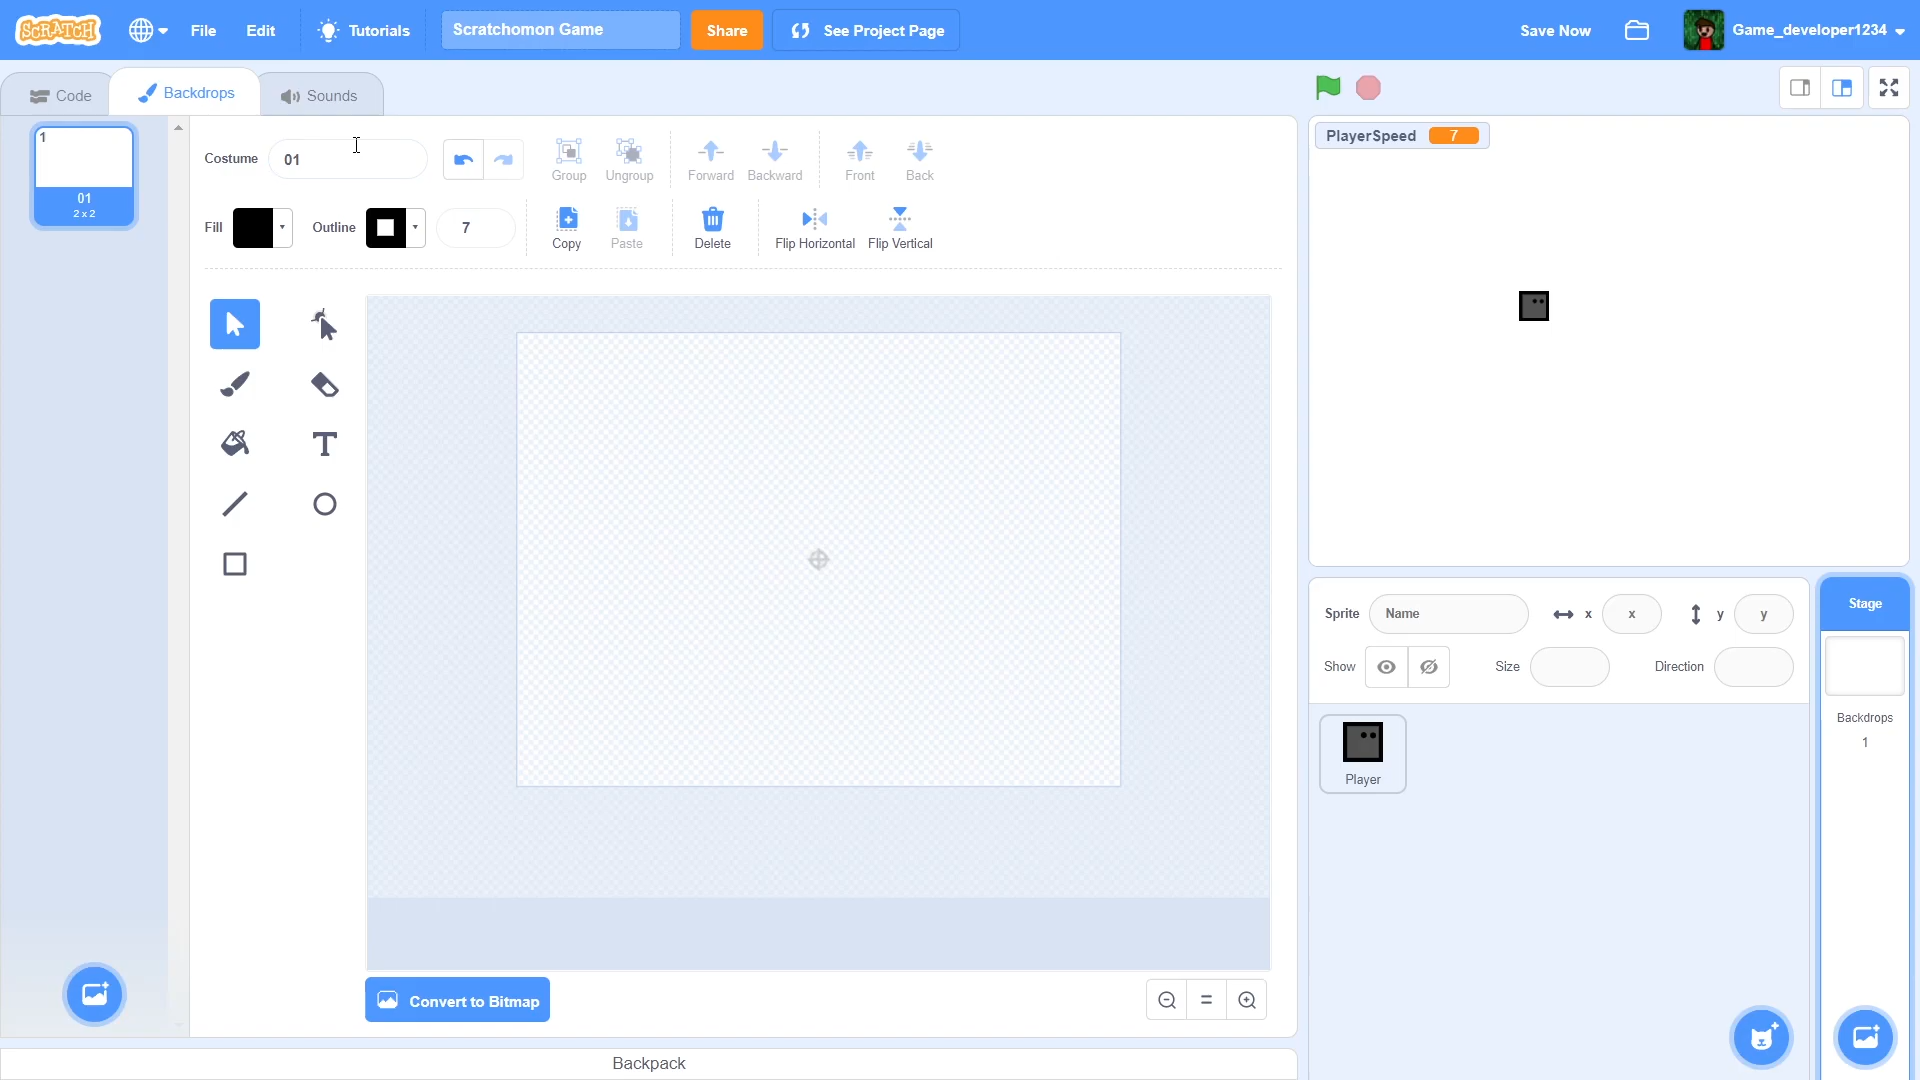 SCRATCH File Edit Tutorials Scratchomon Game Share See Project Page Save Now Game_developer1234
Code Backdrops Sounds
1
01
2 x 2
Costume 01 Group Ungroup Forward Backward Front Back
Fill Outline 7 Copy Paste Delete Flip Horizontal Flip Vertical
Convert to Bitmap
Backpack
PlayerSpeed 7
Sprite Name x x y y
Show Size Direction
Player
Stage
Backdrops
1